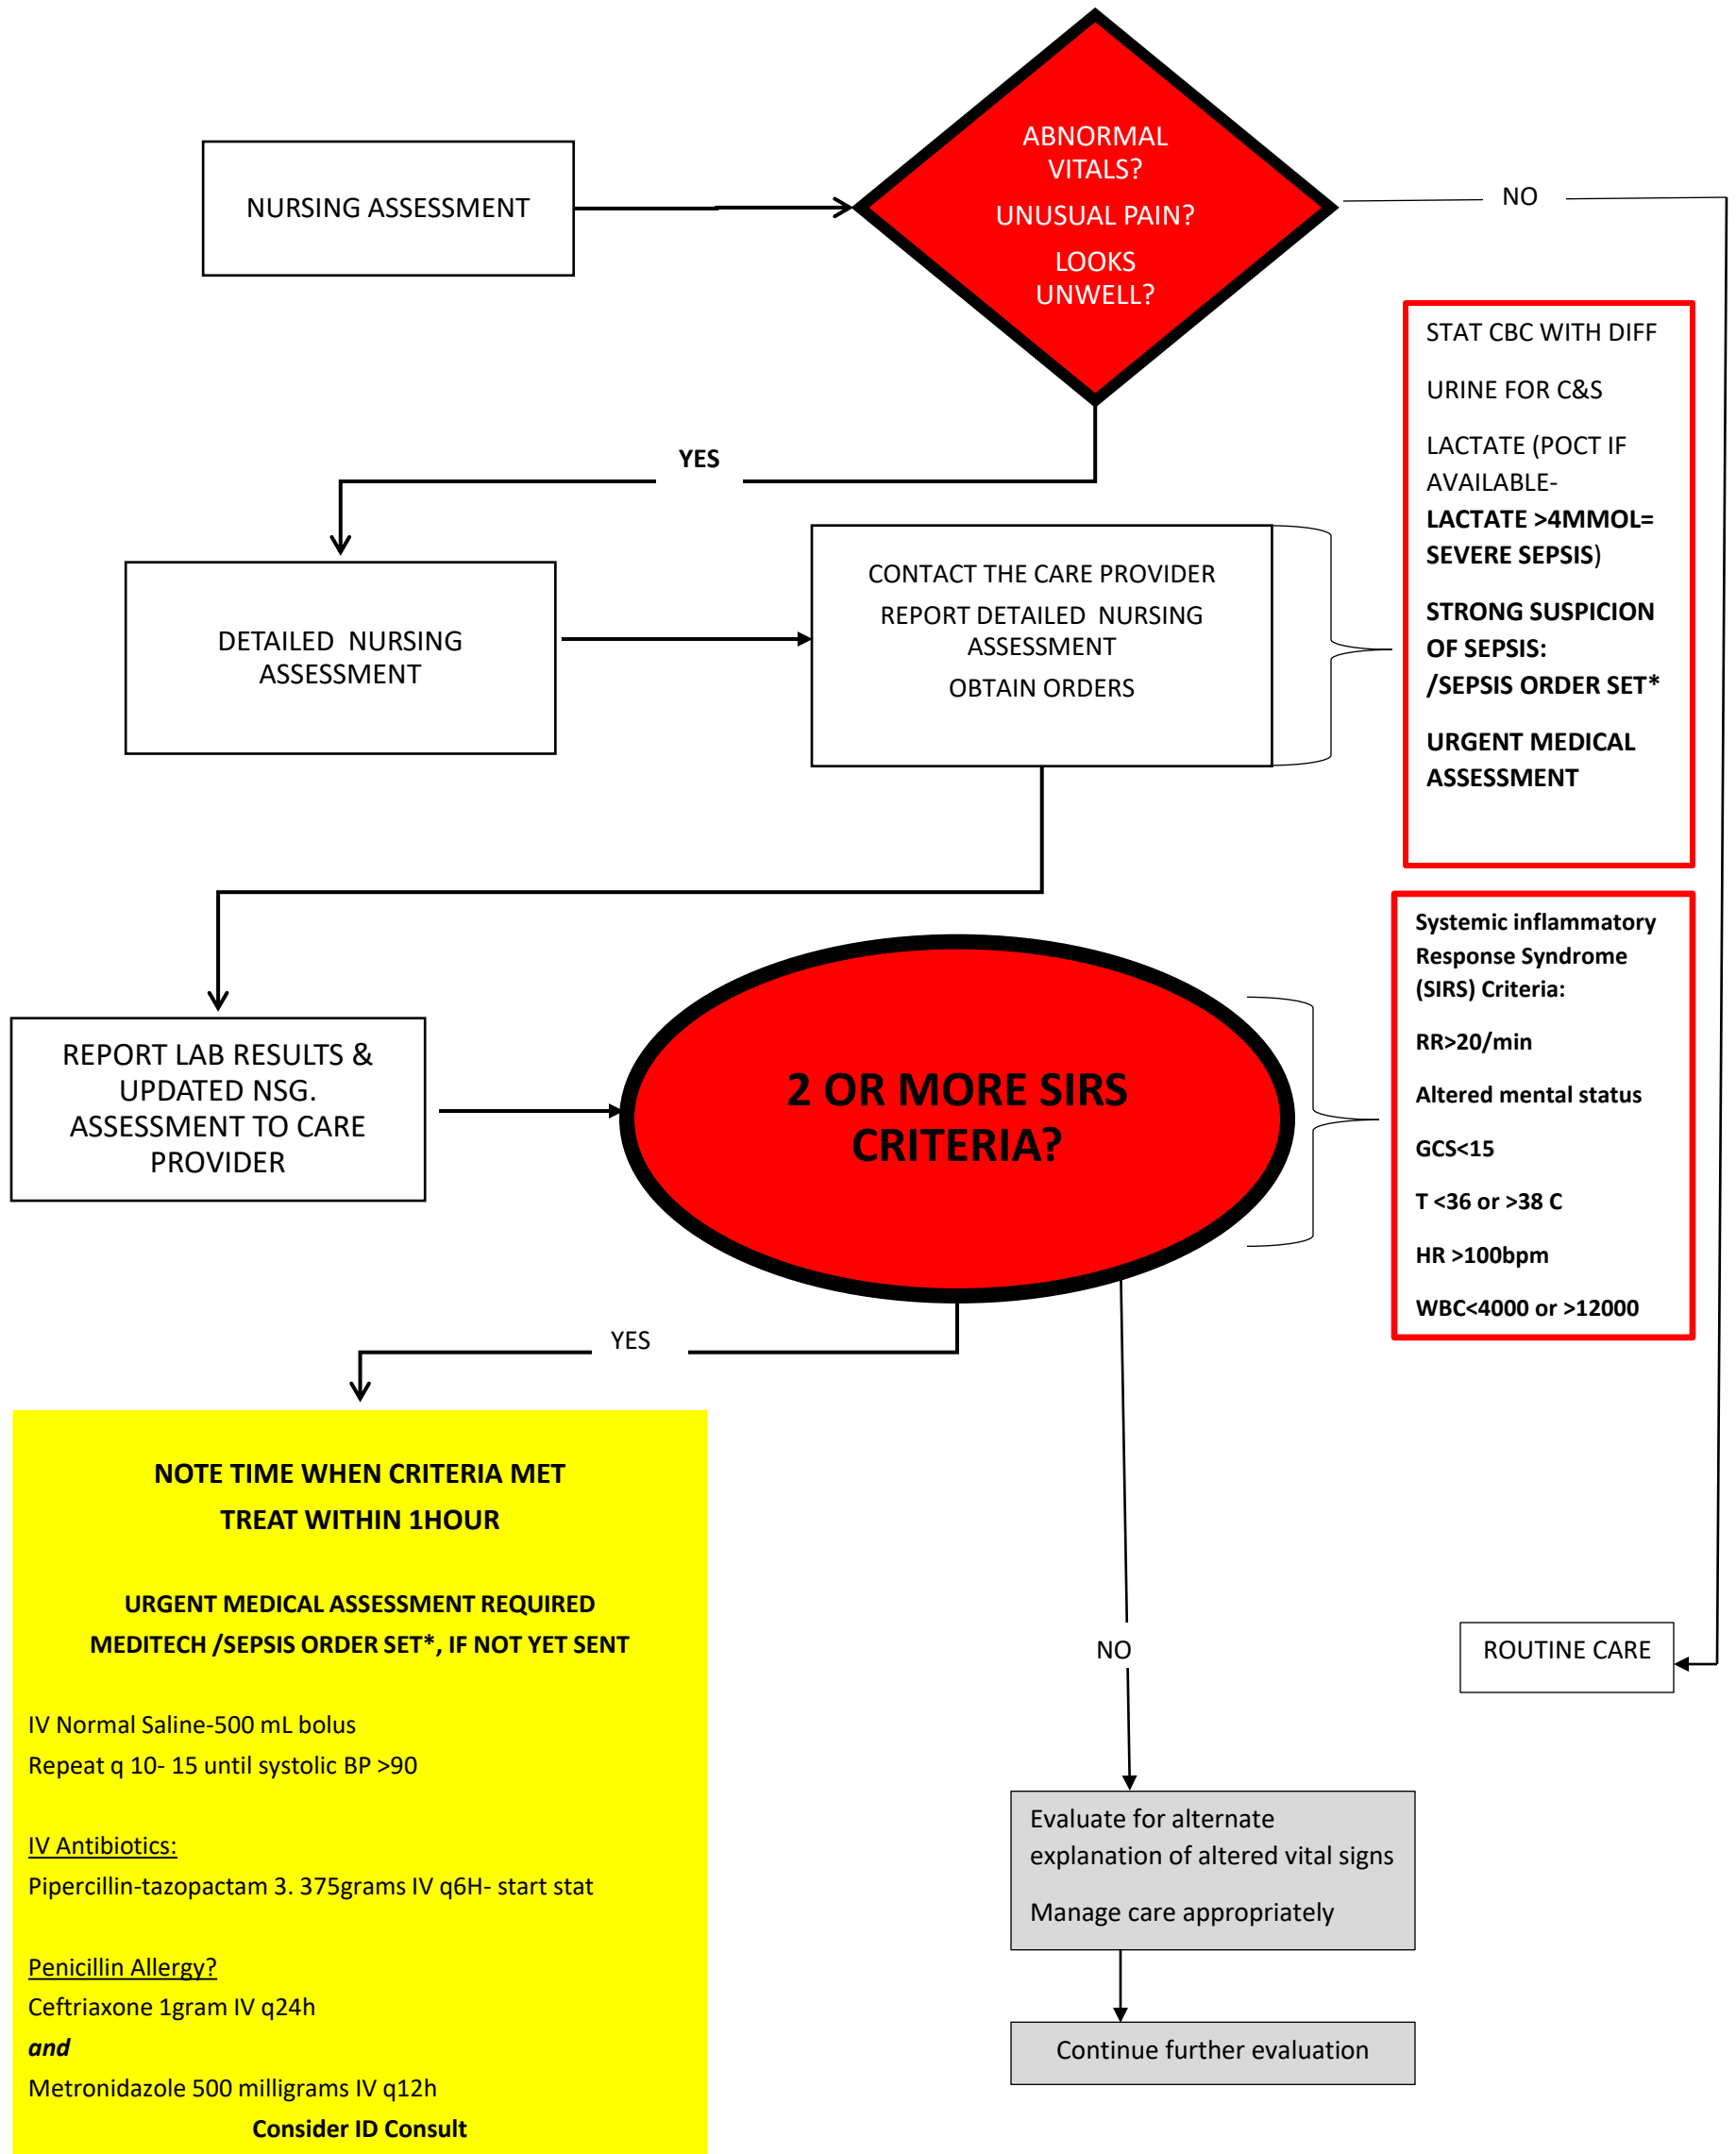 NURSING ASSESSMENT
ABNORMAL
VITALS?
UNUSUAL PAIN?
LOOKS
UNWELL?
NO
STAT CBC WITH DIFF
URINE FOR C&S
LACTATE (POCT IF
AVAILABLE-
LACTATE >4MMOL=
SEVERE SEPSIS)
STRONG SUSPICION
OF SEPSIS:
/SEPSIS ORDER SET*
URGENT MEDICAL
ASSESSMENT
YES
DETAILED NURSING
ASSESSMENT
CONTACT THE CARE PROVIDER
REPORT DETAILED NURSING
ASSESSMENT
OBTAIN ORDERS
REPORT LAB RESULTS &
UPDATED NSG.
ASSESSMENT TO CARE
PROVIDER
2 OR MORE SIRS
CRITERIA?
Systemic inflammatory
Response Syndrome
(SIRS) Criteria:
RR>20/min
Altered mental status
GCS<15
T <36 or >38 C
HR >100bpm
WBC<4000 or >12000
YES
NOTE TIME WHEN CRITERIA MET
TREAT WITHIN 1HOUR
URGENT MEDICAL ASSESSMENT REQUIRED
MEDITECH /SEPSIS ORDER SET*, IF NOT YET SENT
IV Normal Saline-500 mL bolus
Repeat q 10- 15 until systolic BP >90
IV Antibiotics:
Pipercillin-tazopactam 3. 375grams IV q6H- start stat
Penicillin Allergy?
Ceftriaxone 1gram IV q24h
and
Metronidazole 500 milligrams IV q12h
Consider ID Consult
NO
ROUTINE CARE
Evaluate for alternate
explanation of altered vital signs
Manage care appropriately
Continue further evaluation